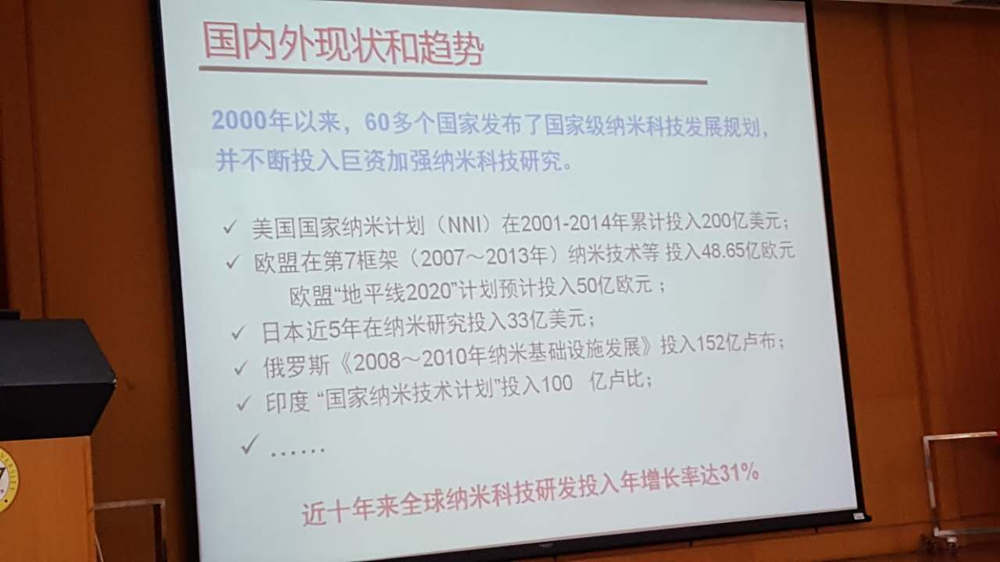 国内外现状和趋势
2000年以来，60多个国家发布了国家级纳米科技发展规划，
并不断投入巨资加强纳米科技研究。
✓ 美国国家纳米计划（NNI）在2001-2014年累计投入200亿美元；
✓ 欧盟在第7框架（2007～2013年）纳米技术等 投入48.65亿欧元
欧盟“地平线2020”计划预计投入50亿欧元 ；
✓ 日本近5年在纳米研究投入33亿美元；
✓ 俄罗斯《2008～2010年纳米基础设施发展》投入152亿卢布；
✓ 印度 “国家纳米技术计划”投入100 亿卢比；
✓ ……
近十年来全球纳米科技研发投入年增长率达31%